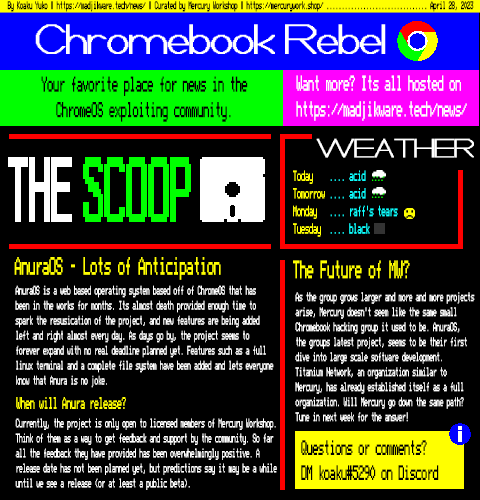 By Koaku Yuko | https://madjikware.tech/news/ | Curated by Mercury Workshop | https://mercurywork.shop/ .............................. April 28, 2023
Chromebook Rebel
Your favorite place for news in the
ChromeOS exploiting community.
Want more? Its all hosted on
https://madjikware.tech/news/
THE SCOOP
WEATHER
Today .... acid
Tomorrow .... acid
Monday .... raff's tears
Tuesday .... black
AnuraOS - Lots of Anticipation
AnuraOS is a web based operating system based off of ChromeOS that has
been in the works for months. Its almost death provided enough time to
spark the resusication of the project, and new features are being added
left and right almost every day. As days go by, the project seems to
forever expand with no real deadline planned yet. Features such as a full
linux terminal and a complete file system have been added and lets everyone
know that Anura is no joke.
When will Anura release?
Currently, the project is only open to licensed members of Mercury Workshop.
Think of them as a way to get feedback and support by the community. So far
all the feedback they have provided has been overwhelmingly positive. A
release date has not been planned yet, but predictions say it may be a while
until we see a release (or at least a public beta).
The Future of MW?
As the group grows larger and more and more projects
arise, Mercury doesn't seem like the same small
Chromebook hacking group it used to be. AnuraOS,
the groups latest project, seems to be their first
dive into large scale software development.
Titanium Network, an organization similar to
Mercury, has already established itself as a full
organization. Will Mercury go down the same path?
Tune in next week for the answer!
Questions or comments?
DM koaku#5290 on Discord